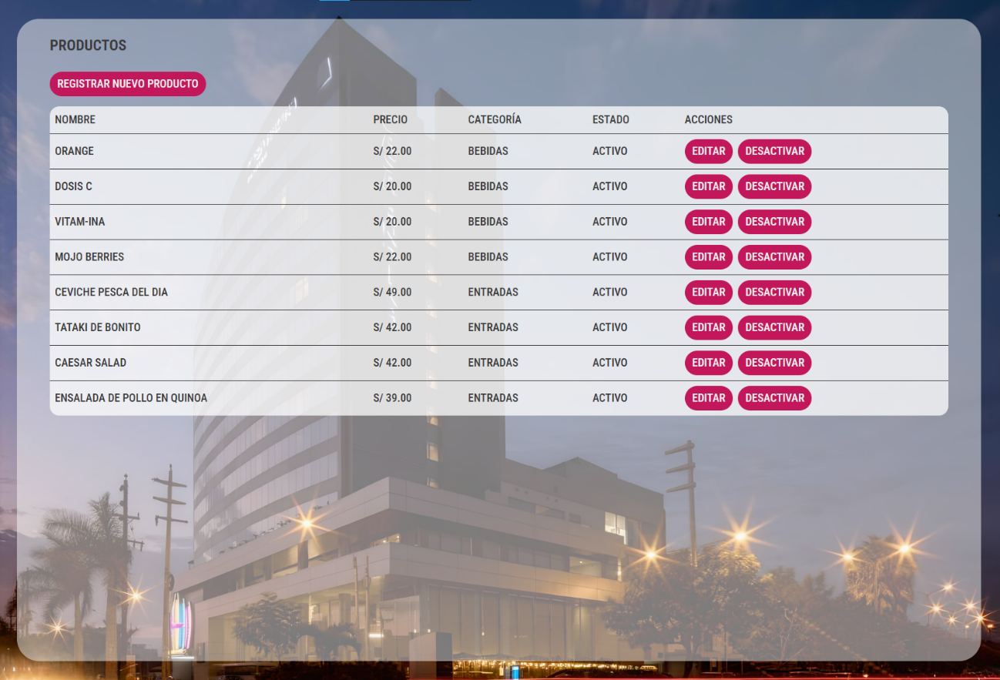 PRODUCTOS
REGISTRAR NUEVO PRODUCTO
NOMBRE PRECIO CATEGORÍA ESTADO ACCIONES
ORANGE S/ 22.00 BEBIDAS ACTIVO EDITAR DESACTIVAR
DOSIS C S/ 20.00 BEBIDAS ACTIVO EDITAR DESACTIVAR
VITAM-INA S/ 20.00 BEBIDAS ACTIVO EDITAR DESACTIVAR
MOJO BERRIES S/ 22.00 BEBIDAS ACTIVO EDITAR DESACTIVAR
CEVICHE PESCA DEL DIA S/ 49.00 ENTRADAS ACTIVO EDITAR DESACTIVAR
TATAKI DE BONITO S/ 42.00 ENTRADAS ACTIVO EDITAR DESACTIVAR
CAESAR SALAD S/ 42.00 ENTRADAS ACTIVO EDITAR DESACTIVAR
ENSALADA DE POLLO EN QUINOA S/ 39.00 ENTRADAS ACTIVO EDITAR DESACTIVAR